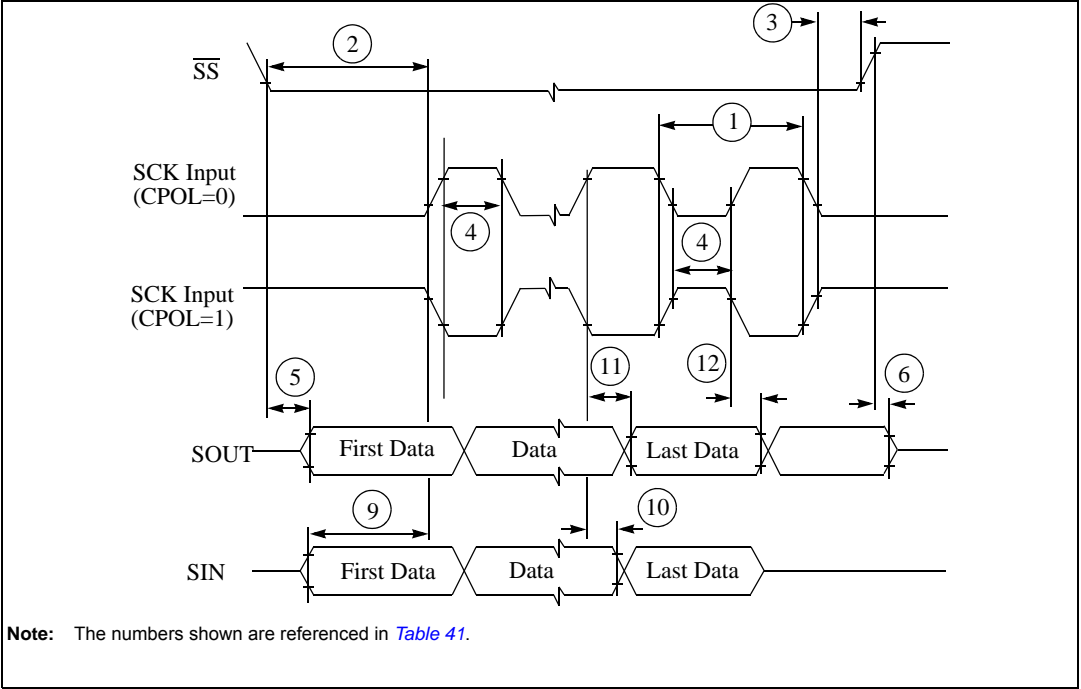 3
2
SS
1
SCK Input
(CPOL=0)
4
4
SCK Input
(CPOL=1)
11
12
5
6
SOUT
First Data
Data
Last Data
9
10
SIN
First Data
Data
Last Data
Note: The numbers shown are referenced in Table 41.